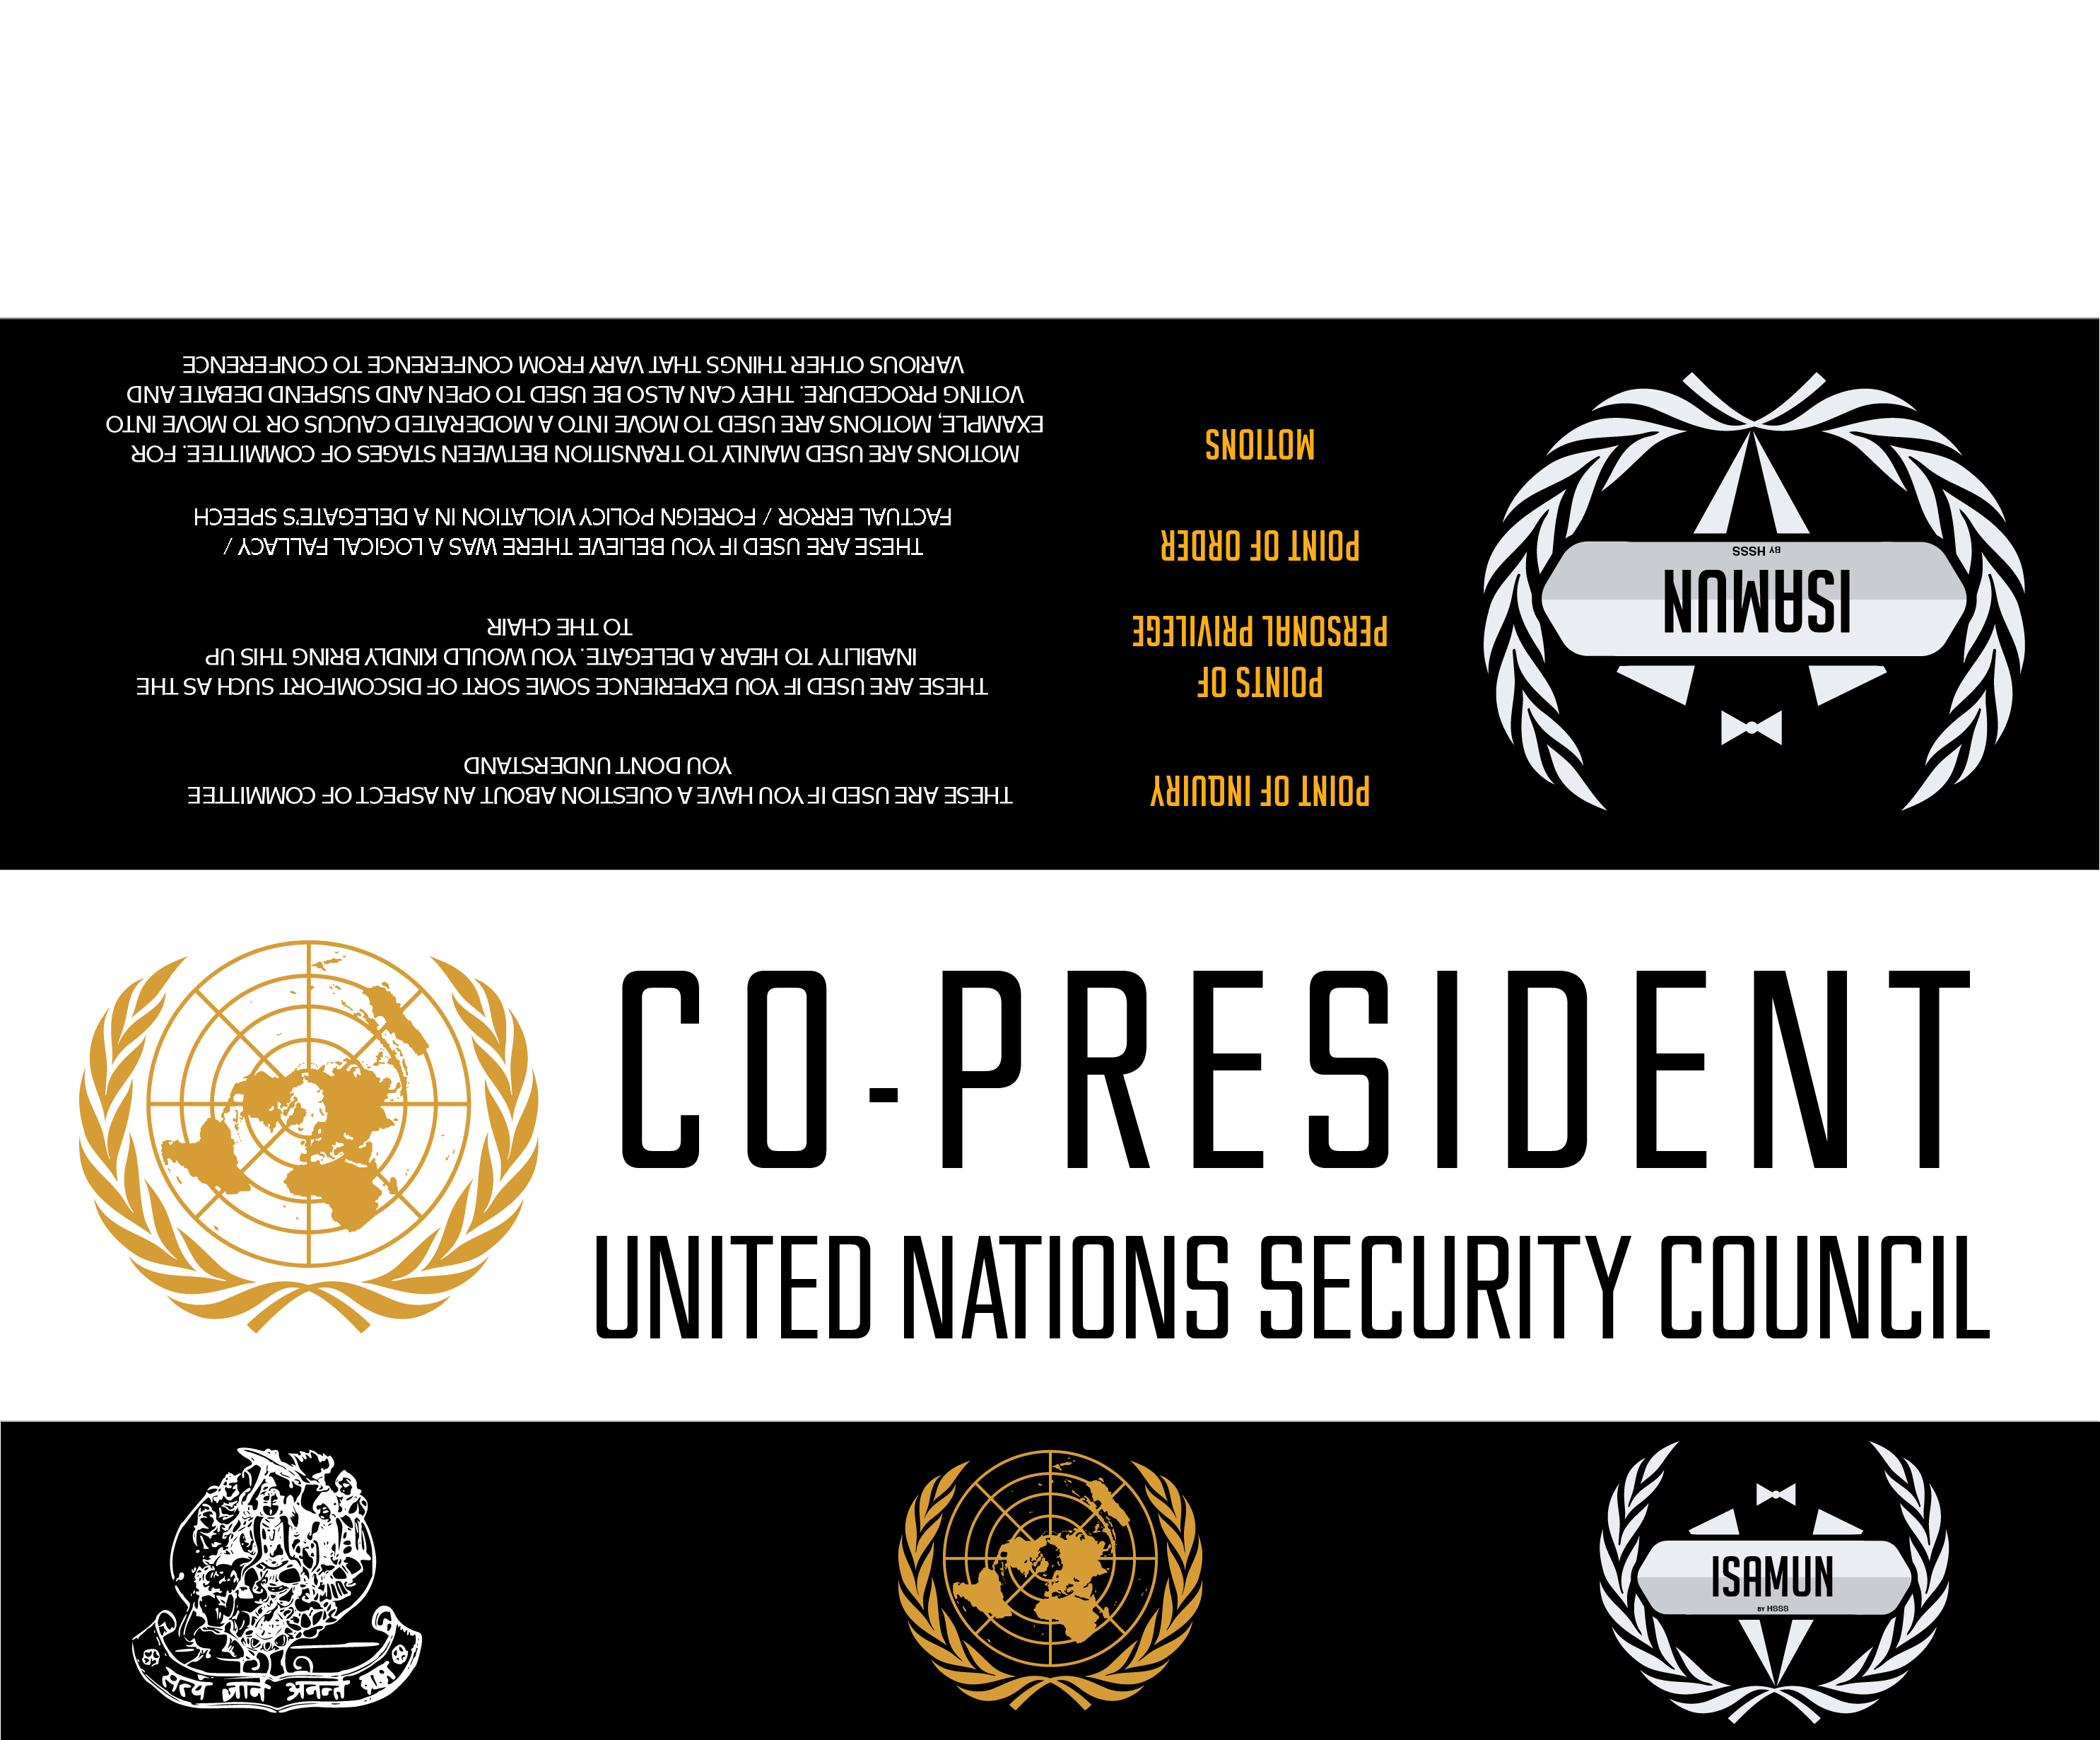 POINT OF INQUIRY
THESE ARE USED IF YOU HAVE A QUESTION ABOUT AN ASPECT OF COMMITTEE
YOU DON'T UNDERSTAND
POINTS OF
PERSONAL PRIVILEGE
THESE ARE USED IF YOU EXPERIENCE SOME SORT OF DISCOMFORT SUCH AS THE
INABILITY TO HEAR A DELEGATE. YOU WOULD KINDLY BRING THIS UP
TO THE CHAIR
POINT OF ORDER
THESE ARE USED IF YOU BELIEVE THERE WAS A LOGICAL FALLACY /
FACTUAL ERROR / FOREIGN POLICY VIOLATION IN A DELEGATE'S SPEECH
MOTIONS
MOTIONS ARE USED MAINLY TO TRANSITION BETWEEN STAGES OF COMMITTEE. FOR
EXAMPLE, MOTIONS ARE USED TO MOVE INTO A MODERATED CAUCUS OR TO MOVE INTO
VOTING PROCEDURE. THEY CAN ALSO BE USED TO OPEN AND SUSPEND DEBATE AND
VARIOUS OTHER THINGS THAT VARY FROM CONFERENCE TO CONFERENCE
ISAMUN
BY HSSS
CO-PRESIDENT
UNITED NATIONS SECURITY COUNCIL
सत्यं ज्ञानं अनन्तं ब्रह्म
ISAMUN
BY HSSS